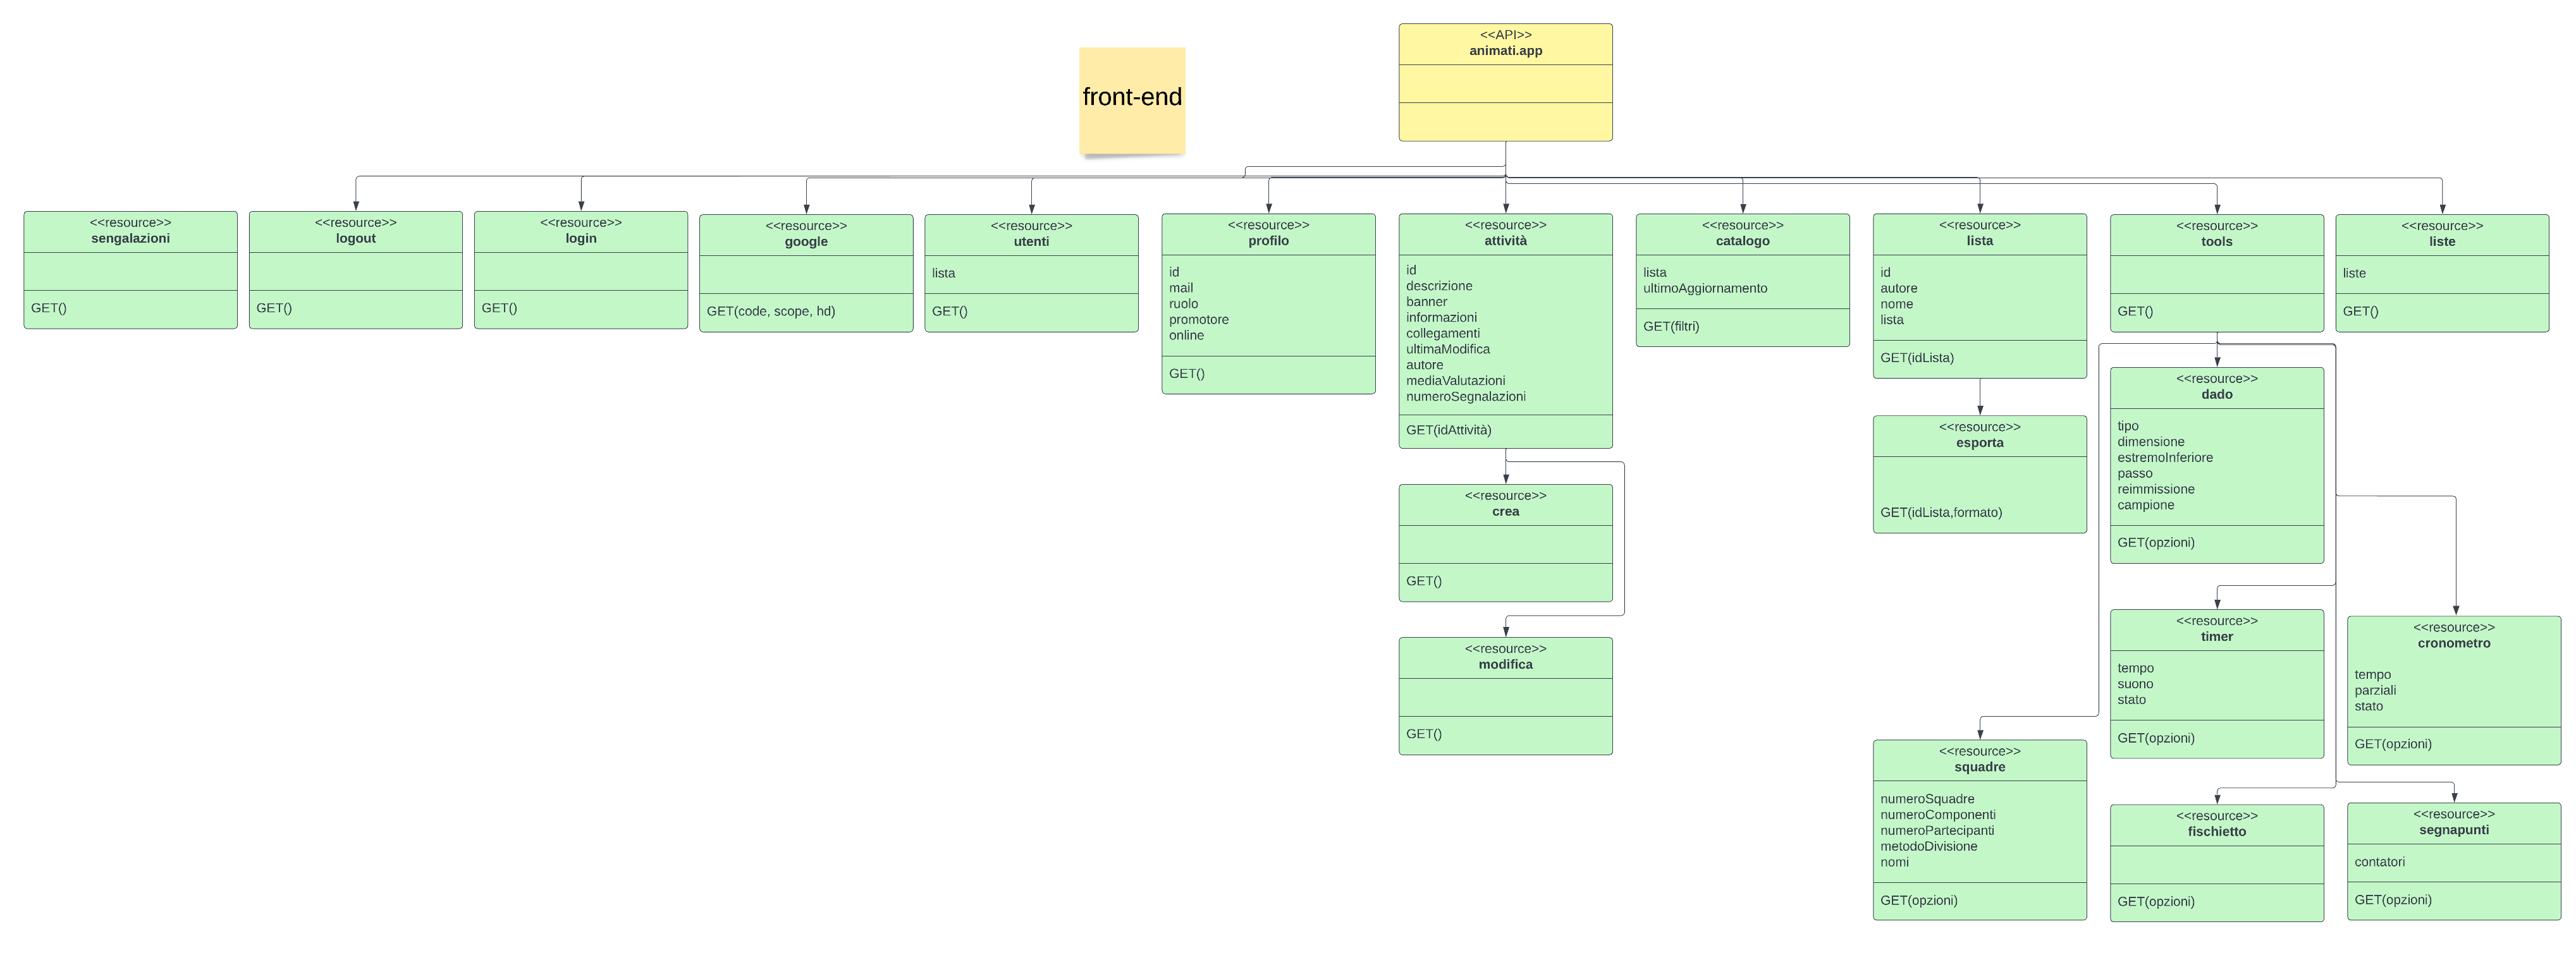 <<API>>
animati.app
front-end
<<resource>>
sengalazioni
GET()
<<resource>>
logout
GET()
<<resource>>
login
GET()
<<resource>>
google
GET(code, scope, hd)
<<resource>>
utenti
lista
GET()
<<resource>>
profilo
id
mail
ruolo
promotore
online
GET()
<<resource>>
attività
id
descrizione
banner
informazioni
collegamenti
ultimaModifica
autore
mediaValutazioni
numeroSegnalazioni
GET(idAttività)
<<resource>>
catalogo
lista
ultimoAggiornamento
GET(filtri)
<<resource>>
lista
id
autore
nome
lista
GET(idLista)
<<resource>>
tools
GET()
<<resource>>
liste
liste
GET()
<<resource>>
dado
tipo
dimensione
estremoInferiore
passo
reimmissione
campione
GET(opzioni)
<<resource>>
esporta
GET(idLista,formato)
<<resource>>
crea
GET()
<<resource>>
modifica
GET()
<<resource>>
timer
tempo
suono
stato
GET(opzioni)
<<resource>>
cronometro
tempo
parziali
stato
GET(opzioni)
<<resource>>
squadre
numeroSquadre
numeroComponenti
numeroPartecipanti
metodoDivisione
nomi
GET(opzioni)
<<resource>>
fischietto
GET(opzioni)
<<resource>>
segnapunti
contatori
GET(opzioni)